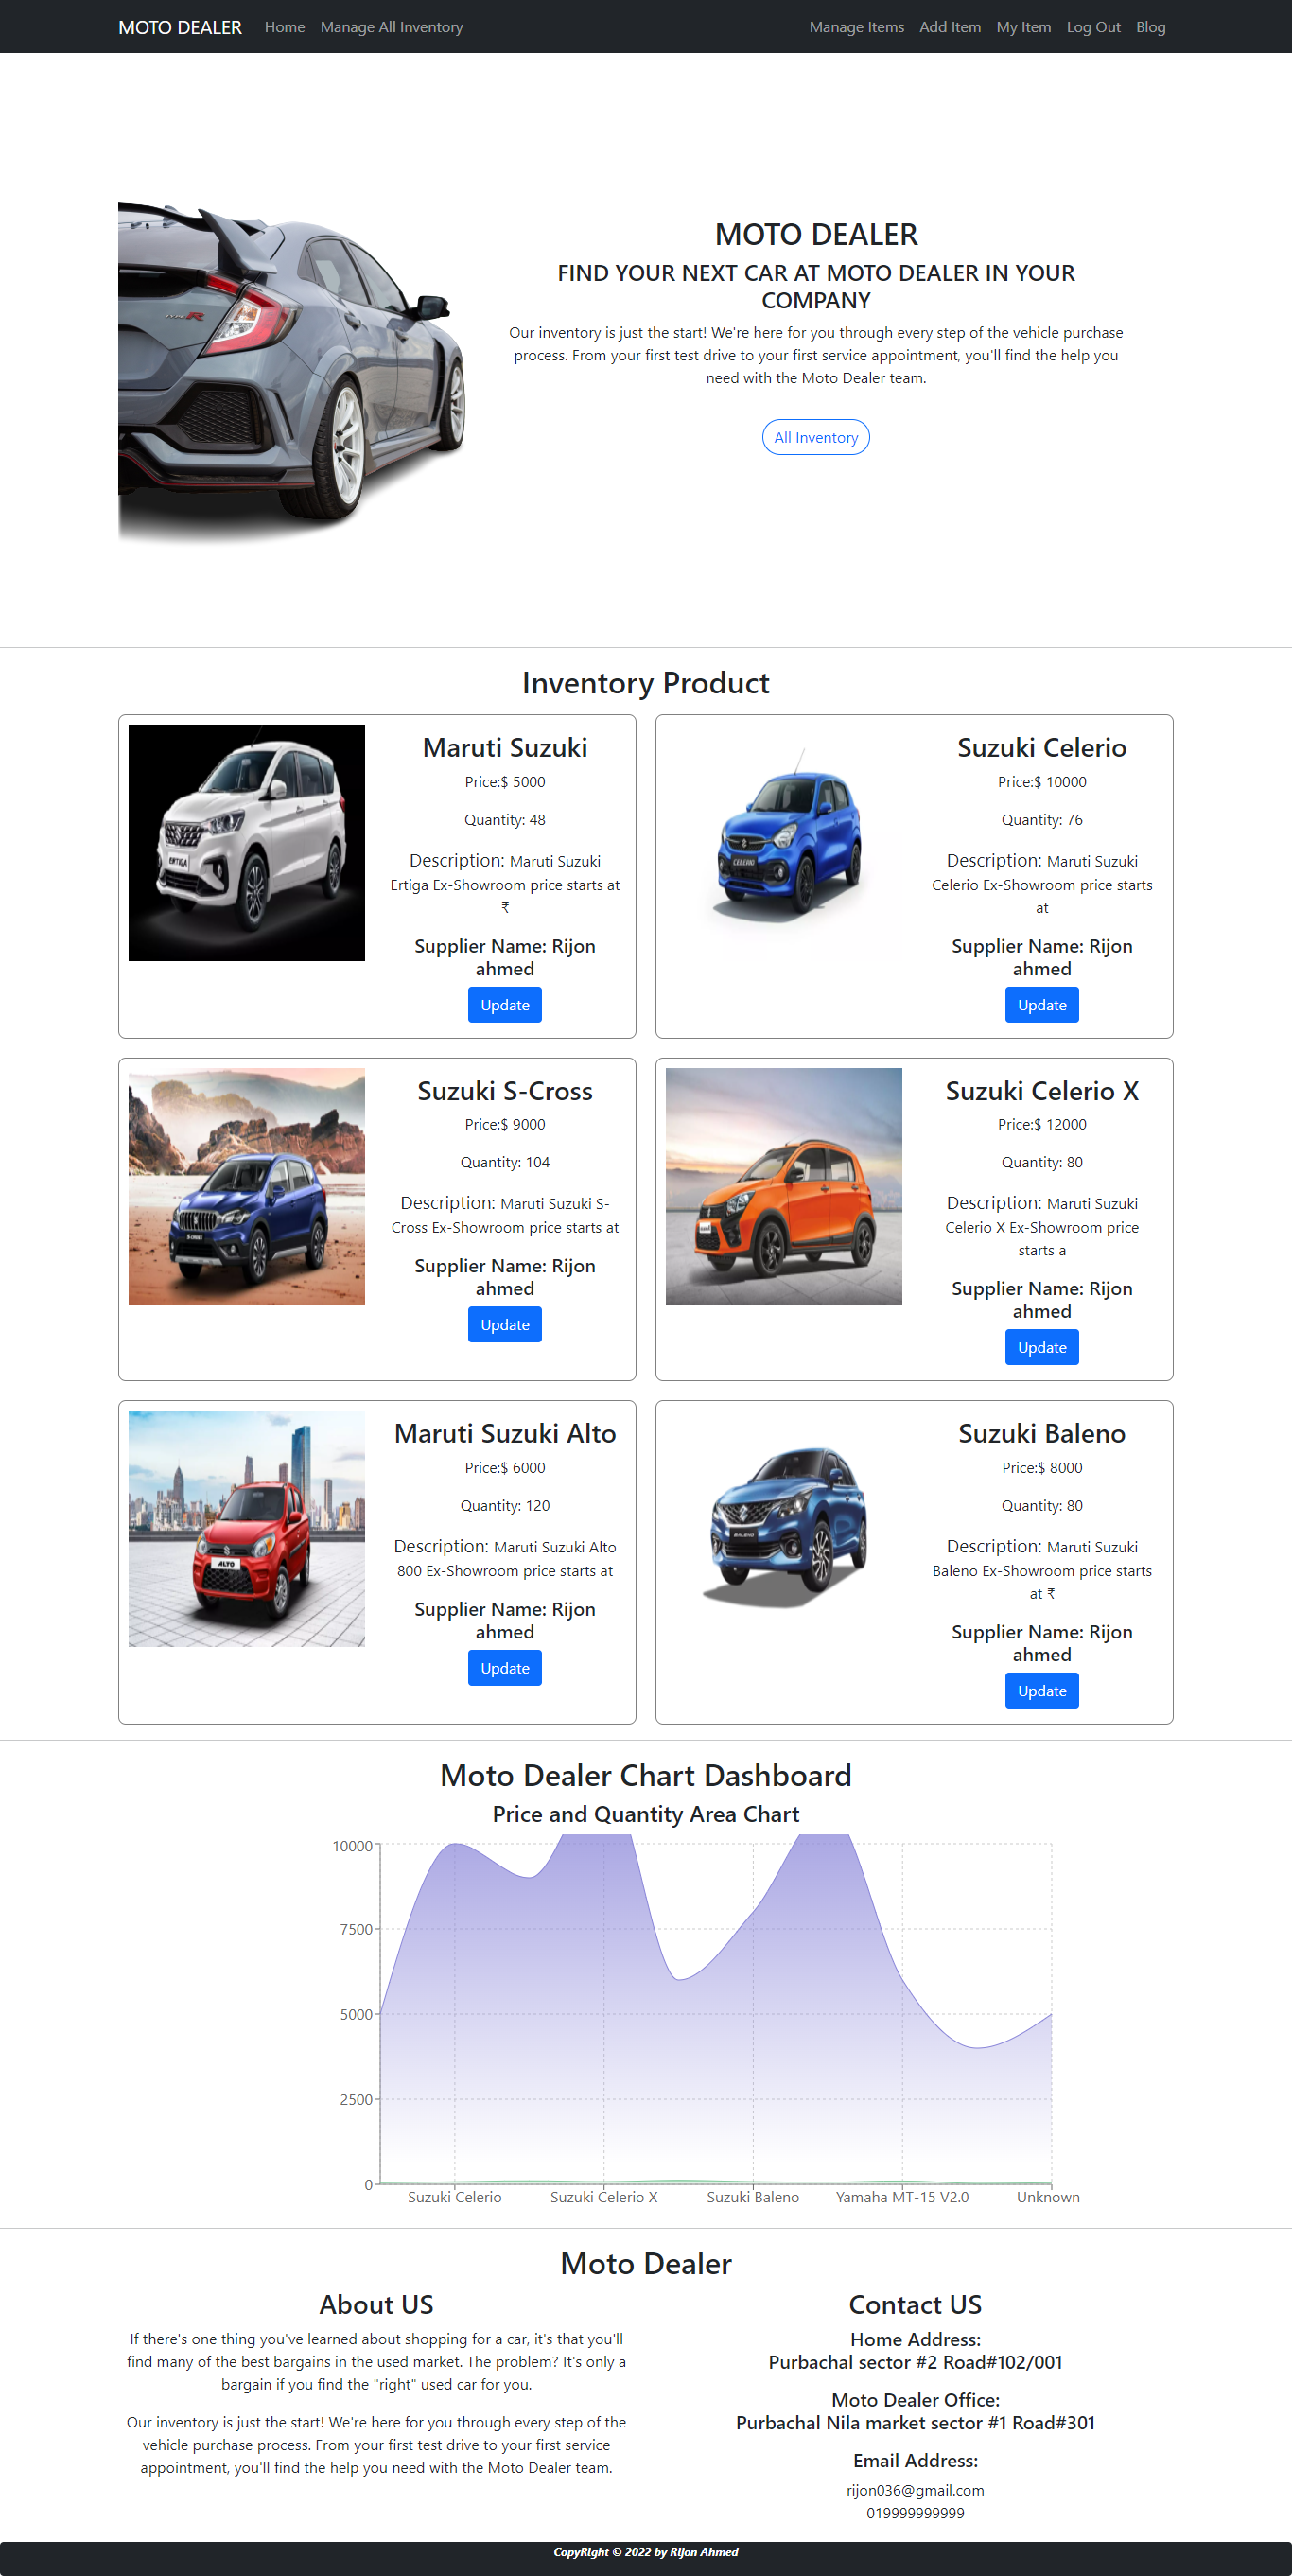 MOTO DEALER Home Manage All Inventory Manage Items Add Item My Item Log Out Blog
MOTO DEALER
FIND YOUR NEXT CAR AT MOTO DEALER IN YOUR
COMPANY
Our inventory is just the start! We're here for you through every step of the vehicle purchase
process. From your first test drive to your first service appointment, you'll find the help you
need with the Moto Dealer team.
All Inventory
Inventory Product
ERTIGA
Maruti Suzuki
Price:$ 5000
Quantity: 48
Description: Maruti Suzuki
Ertiga Ex-Showroom price starts at
₹
Supplier Name: Rijon
ahmed
Update
CELERIO
Suzuki Celerio
Price:$ 10000
Quantity: 76
Description: Maruti Suzuki
Celerio Ex-Showroom price starts
at
Supplier Name: Rijon
ahmed
Update
Suzuki S-Cross
Price:$ 9000
Quantity: 104
Description: Maruti Suzuki S-
Cross Ex-Showroom price starts at
Supplier Name: Rijon
ahmed
Update
Suzuki Celerio X
Price:$ 12000
Quantity: 80
Description: Maruti Suzuki
Celerio X Ex-Showroom price
starts a
Supplier Name: Rijon
ahmed
Update
ALTO
Maruti Suzuki Alto
Price:$ 6000
Quantity: 120
Description: Maruti Suzuki Alto
800 Ex-Showroom price starts at
Supplier Name: Rijon
ahmed
Update
BALENO
Suzuki Baleno
Price:$ 8000
Quantity: 80
Description: Maruti Suzuki
Baleno Ex-Showroom price starts
at ₹
Supplier Name: Rijon
ahmed
Update
Moto Dealer Chart Dashboard
Price and Quantity Area Chart
10000
7500
5000
2500
0
Suzuki Celerio Suzuki Celerio X Suzuki Baleno Yamaha MT-15 V2.0 Unknown
Moto Dealer
About US
If there's one thing you've learned about shopping for a car, it's that you'll
find many of the best bargains in the used market. The problem? It's only a
bargain if you find the "right" used car for you.
Our inventory is just the start! We're here for you through every step of the
vehicle purchase process. From your first test drive to your first service
appointment, you'll find the help you need with the Moto Dealer team.
Contact US
Home Address:
Purbachal sector #2 Road#102/001
Moto Dealer Office:
Purbachal Nila market sector #1 Road#301
Email Address:
rijon036@gmail.com
019999999999
CopyRight © 2022 by Rijon Ahmed